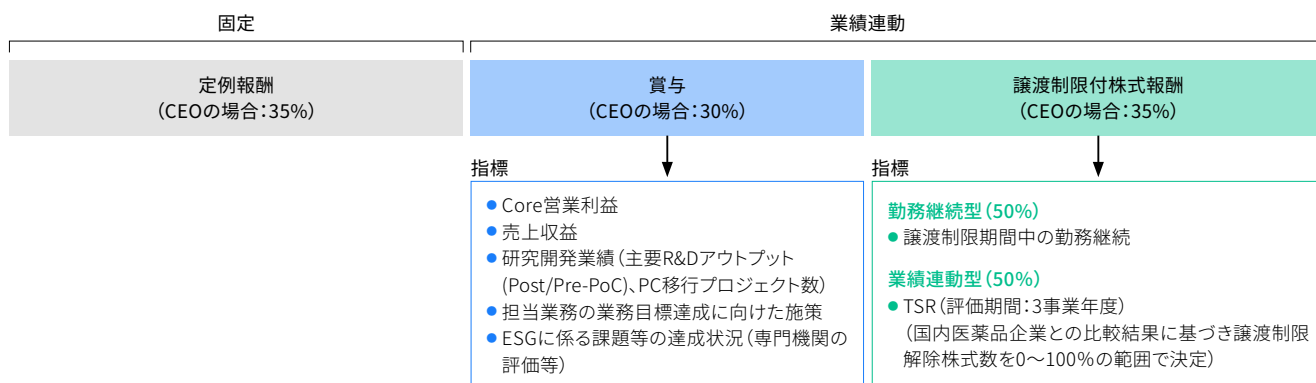 固定
業績連動
定例報酬
(CEOの場合:35%)
賞与
(CEOの場合:30%)
譲渡制限付株式報酬
(CEOの場合:35%)
指標
● Core営業利益
● 売上収益
● 研究開発業績(主要R&Dアウトプット
(Post/Pre-PoC)、PC移行プロジェクト数)
● 担当業務の業務目標達成に向けた施策
● ESGに係る課題等の達成状況(専門機関の
評価等)
指標
勤務継続型(50%)
● 譲渡制限期間中の勤務継続
業績連動型(50%)
● TSR(評価期間:3事業年度)
(国内医薬品企業との比較結果に基づき譲渡制限
解除株式数を0〜100%の範囲で決定)